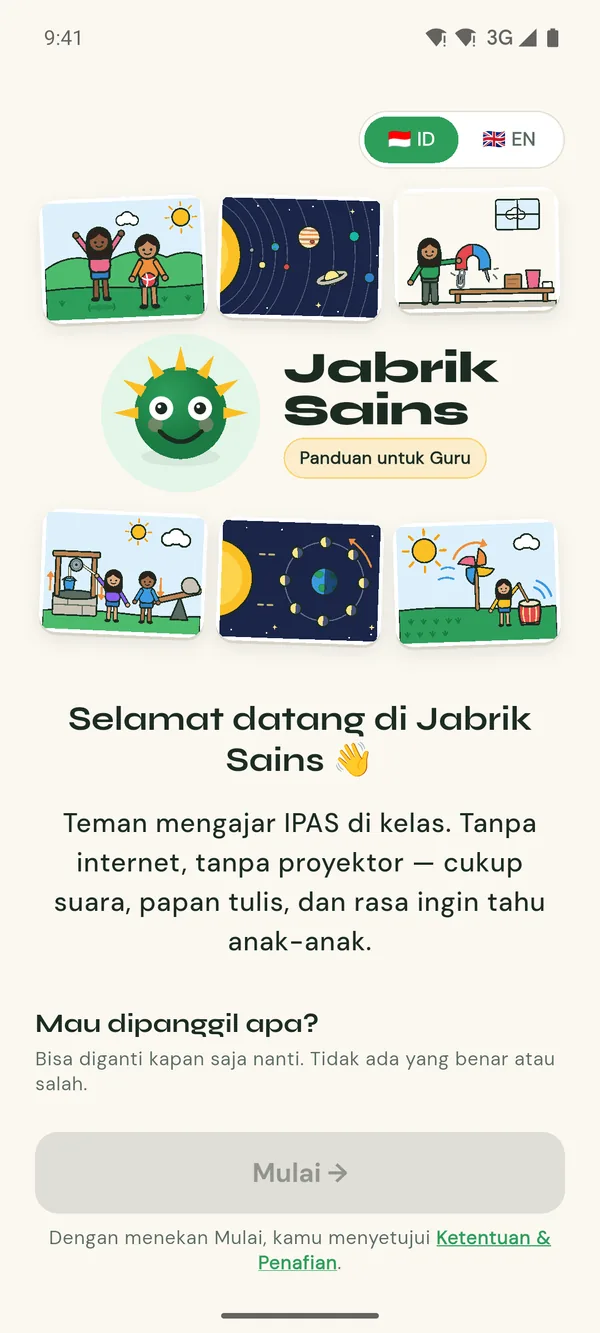 9:41
3G
ID
EN
Jabrik
Sains
Panduan untuk Guru
Selamat datang di Jabrik
Sains 👋
Teman mengajar IPAS di kelas. Tanpa
internet, tanpa proyektor — cukup
suara, papan tulis, dan rasa ingin tahu
anak-anak.
Mau dipanggil apa?
Bisa diganti kapan saja nanti. Tidak ada yang benar atau
salah.
Mulai →
Dengan menekan Mulai, kamu menyetujui Ketentuan &
Penafian.